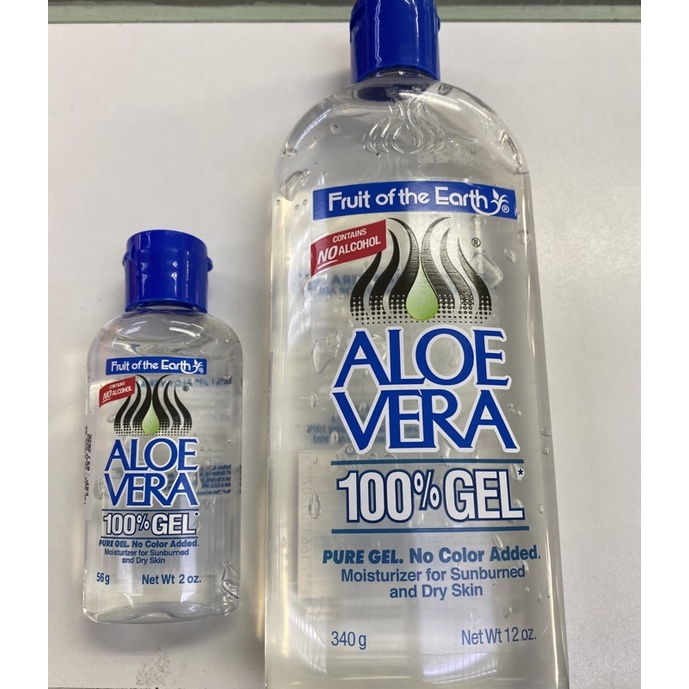 Fruit of the Earth®
CONTAINS
NO ALCOHOL
®
ALOE
VERA
100% GEL
PURE GEL. No Color Added.
Moisturizer for Sunburned
and Dry Skin
56g Net Wt 2 oz.
Fruit of the Earth®
CONTAINS
NO ALCOHOL
®
ALOE
VERA
100% GEL*
PURE GEL. No Color Added.
Moisturizer for Sunburned
and Dry Skin
340 g Net Wt 12 oz.